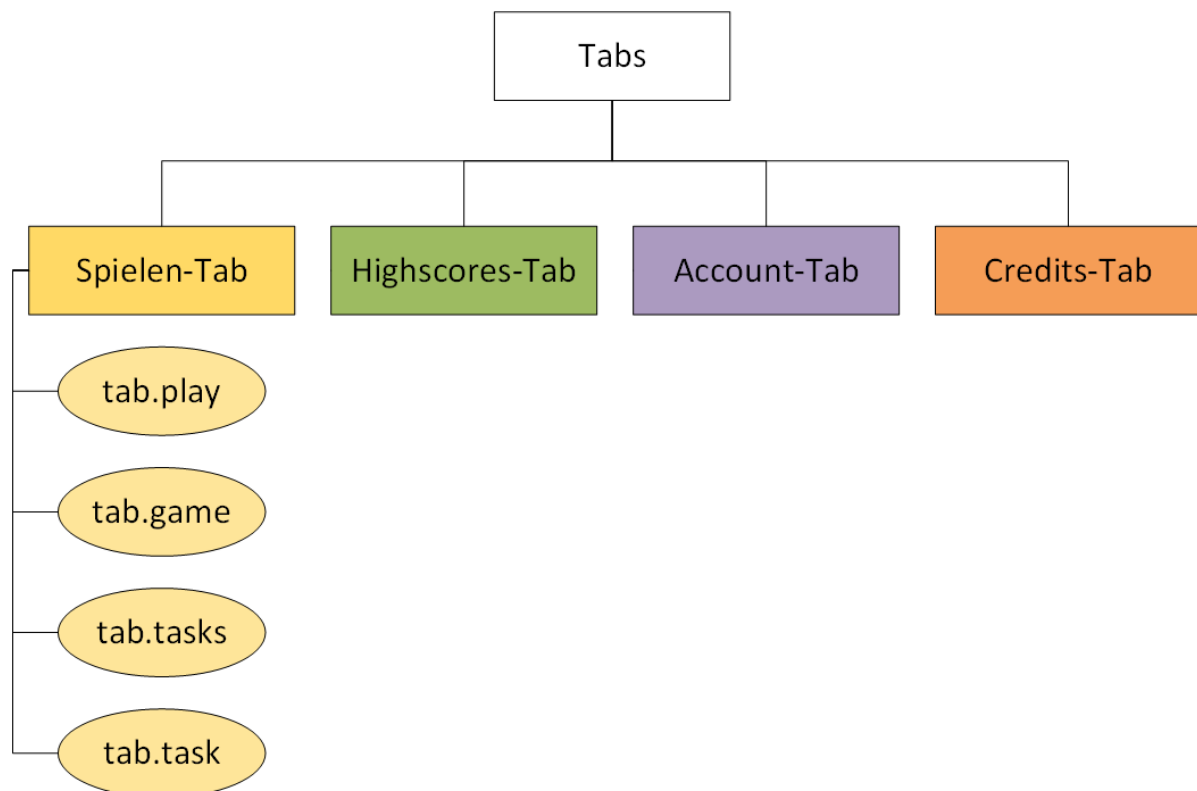 Tabs
Spielen-Tab
Highscores-Tab
Account-Tab
Credits-Tab
tab.play
tab.game
tab.tasks
tab.task